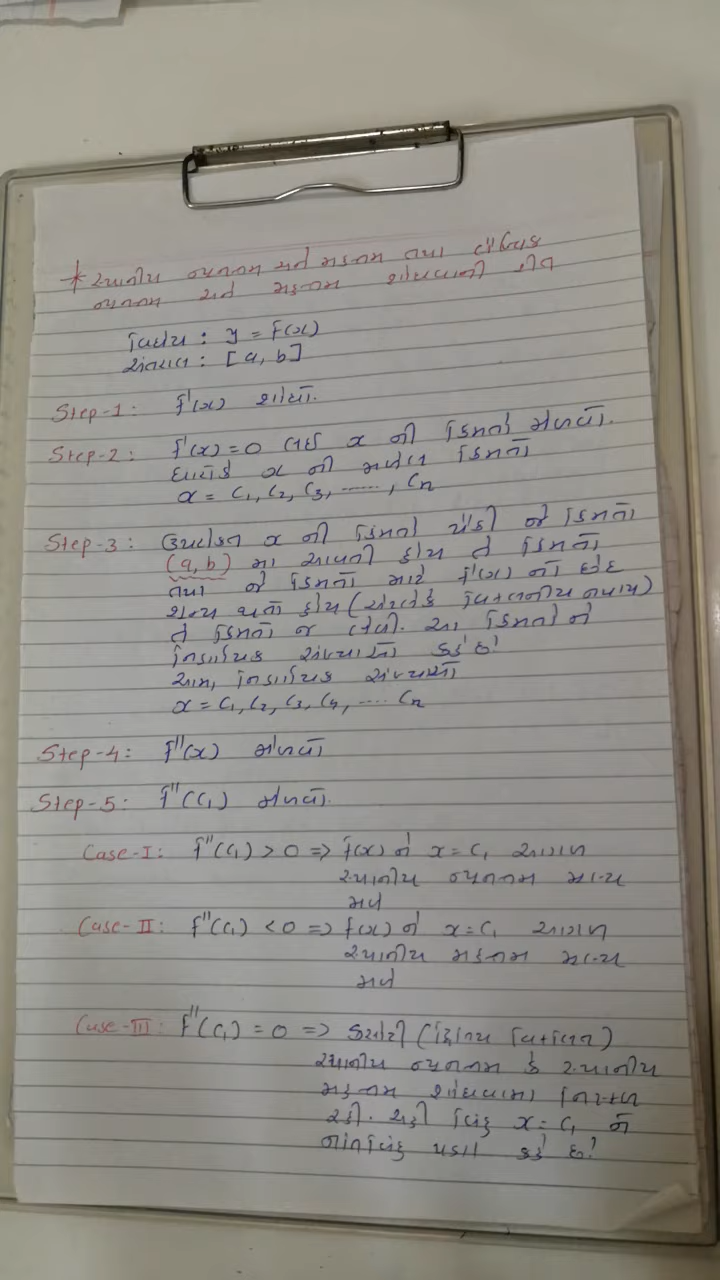 * સ્થાનીય ન્યૂનતમ અને મહત્તમ તથા વૈશ્વિક
ન્યૂનતમ અને મહત્તમ શોધવાની રીત
વિધેય : y = f(x)
અંતરાલ : [a, b]
Step-1: f'(x) શોધો.
Step-2: f'(x) = 0 લઈ x ની કિંમતો મેળવો.
ધારોકે x ની મળેલ કિંમતો
x = c₁, c₂, c₃, ......, cₙ
Step-3: ઉપરોક્ત x ની કિંમતો પૈકી જે કિંમતો
(a, b) માં આવતી હોય તે કિંમતો
તથા જે કિંમતો માટે f'(x) નો છેદ
શૂન્ય થતો હોય (એટલેકે વિકલનીય ન થાય)
તે કિંમતો જ લેવી. આ કિંમતો ને
નિર્ણાયક સંખ્યાઓ કહે છે.
આમ, નિર્ણાયક સંખ્યાઓ
x = c₁, c₂, c₃, c₄, .... cₙ
Step-4: f''(x) મેળવો
Step-5: f''(c₁) મેળવો.
Case-I: f''(c₁) > 0 => f(x) ને x = c₁ આગળ
સ્થાનીય ન્યૂનતમ મૂલ્ય
મળે
Case-II: f''(c₁) < 0 => f(x) ને x = c₁ આગળ
સ્થાનીય મહત્તમ મૂલ્ય
મળે
Case-III: f''(c₁) = 0 => કસોટી (દ્વિતીય વિકલિત)
સ્થાનીય ન્યૂનતમ કે સ્થાનીય
મહત્તમ શોધવામાં નિષ્ફળ
રહી. અહી બિંદુ x = c₁ ને
નતિબિંદુ પણ કહે છે.